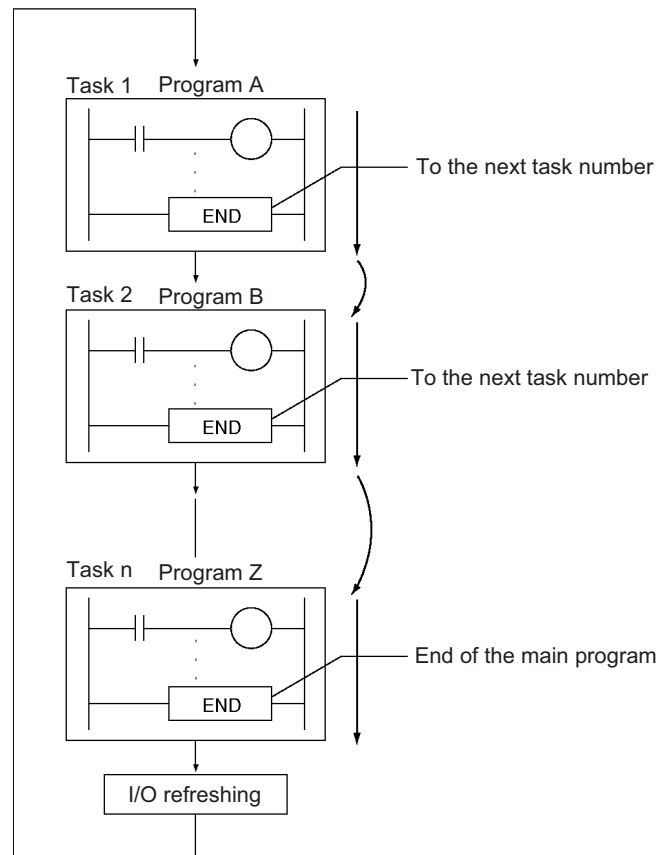 Task 1 Program A
To the next task number
END
Task 2 Program B
To the next task number
END
Task n Program Z
End of the main program
END
I/O refreshing